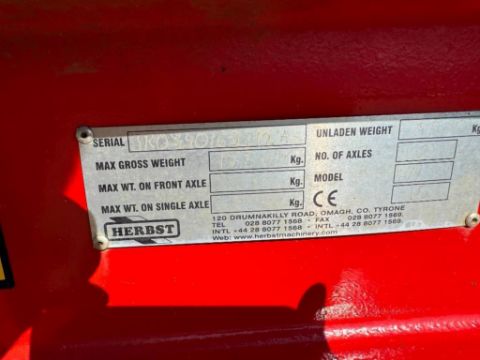 SERIAL
MAX GROSS WEIGHT Kg.
MAX WT. ON FRONT AXLE Kg.
MAX WT. ON SINGLE AXLE Kg.
UNLADEN WEIGHT Kg.
NO. OF AXLES
MODEL
CE
HERBST
120 DRUMNAKILLY ROAD, OMAGH, CO. TYRONE
TEL 028 8077 1568 - FAX 028 8077 1569
INTL +44 28 8077 1568 - INTL +44 28 8077 1569
Web: www.herbstmachinery.com